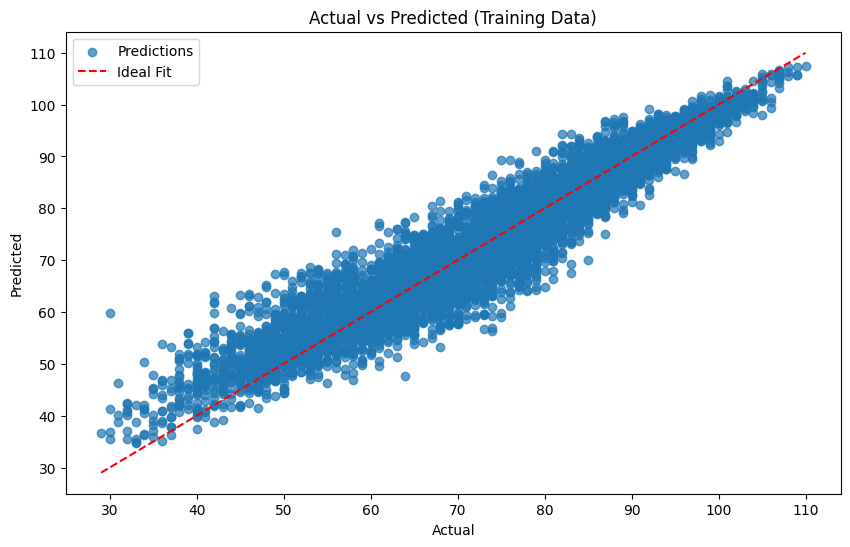 Actual vs Predicted (Training Data)
Predictions
Ideal Fit
110
100
90
80
70
60
50
40
30
Predicted
30 40 50 60 70 80 90 100 110
Actual